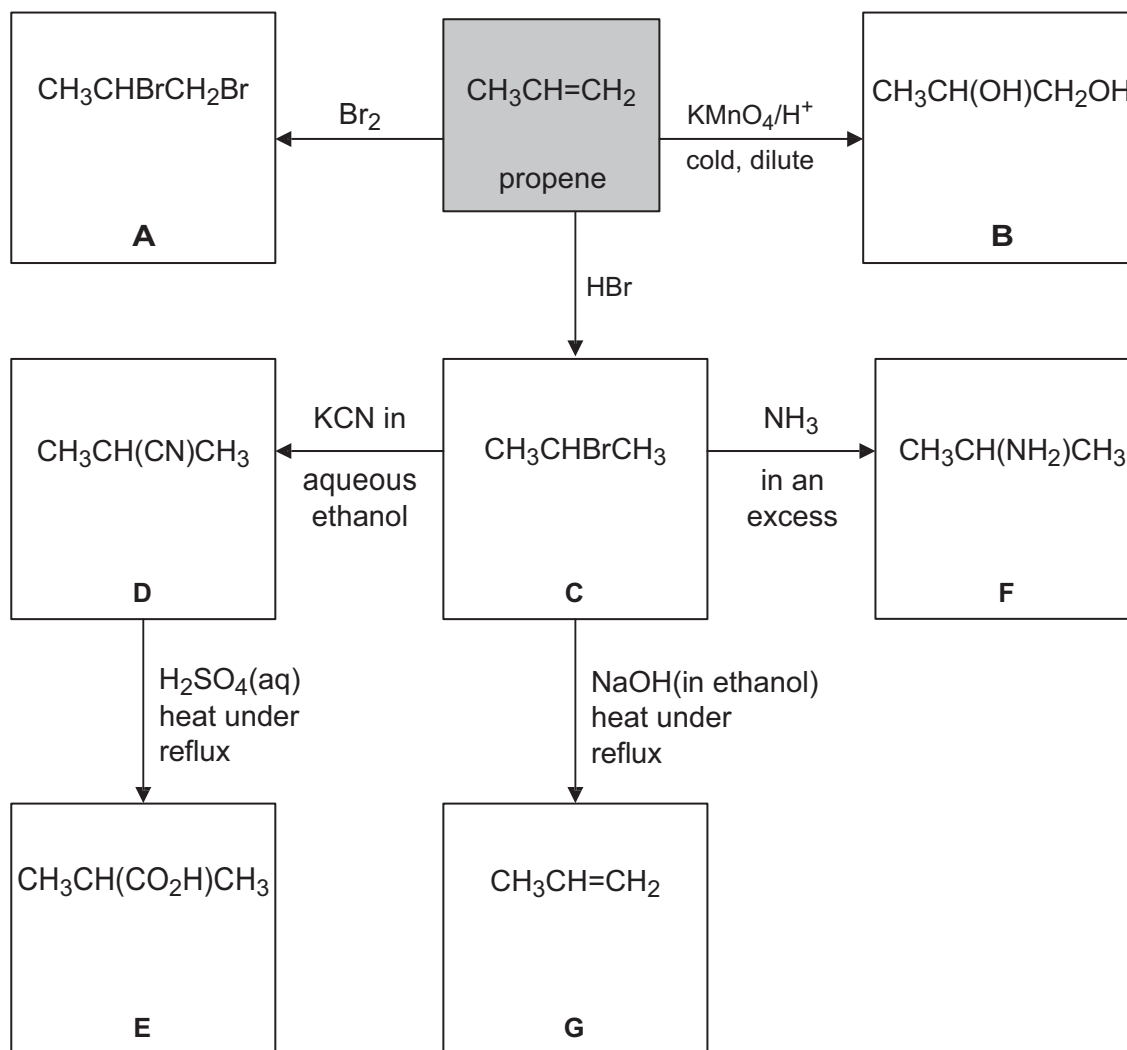 CH₃CHBrCH₂Br
A
Br₂
CH₃CH=CH₂
propene
KMnO₄/H⁺
cold, dilute
CH₃CH(OH)CH₂OH
B
HBr
CH₃CH(CN)CH₃
D
KCN in
aqueous
ethanol
CH₃CHBrCH₃
C
NH₃
in an
excess
CH₃CH(NH₂)CH₃
F
H₂SO₄(aq)
heat under
reflux
NaOH(in ethanol)
heat under
reflux
CH₃CH(CO₂H)CH₃
E
CH₃CH=CH₂
G